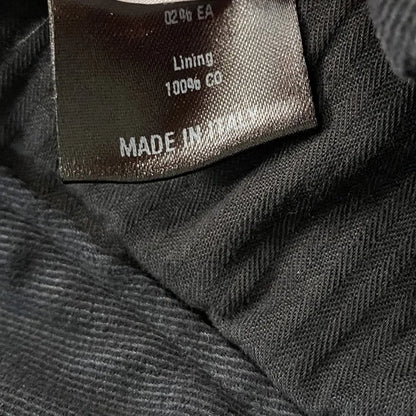 02% EA
Lining
100% CO
MADE IN ITALY